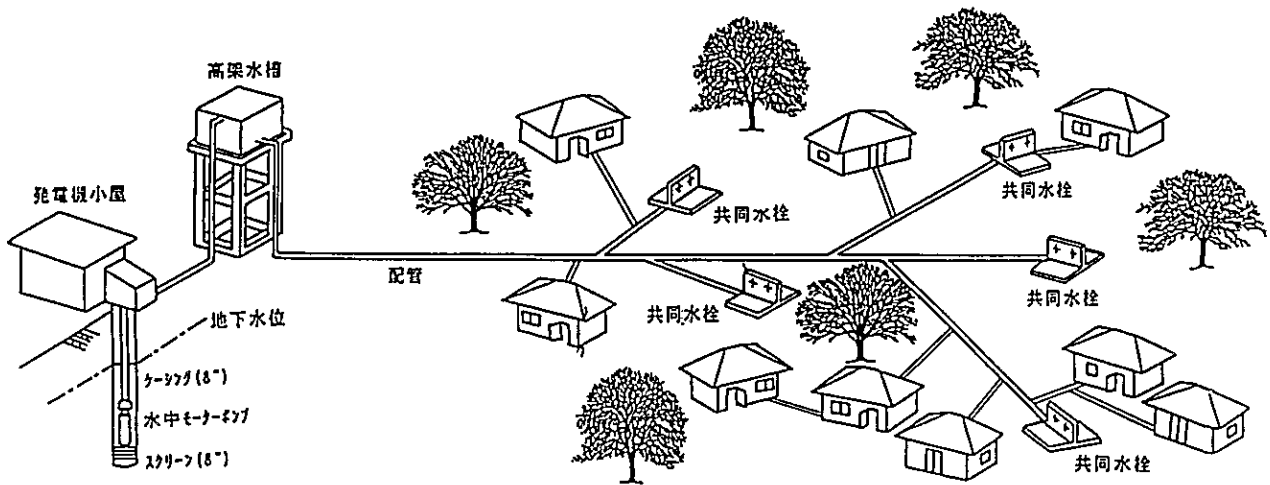 高架水槽
発電機小屋
共同水栓
共同水栓
配管
共同水栓
共同水栓
地下水位
ケーシング(8")
水中モーターポンプ
スクリーン(8")
共同水栓